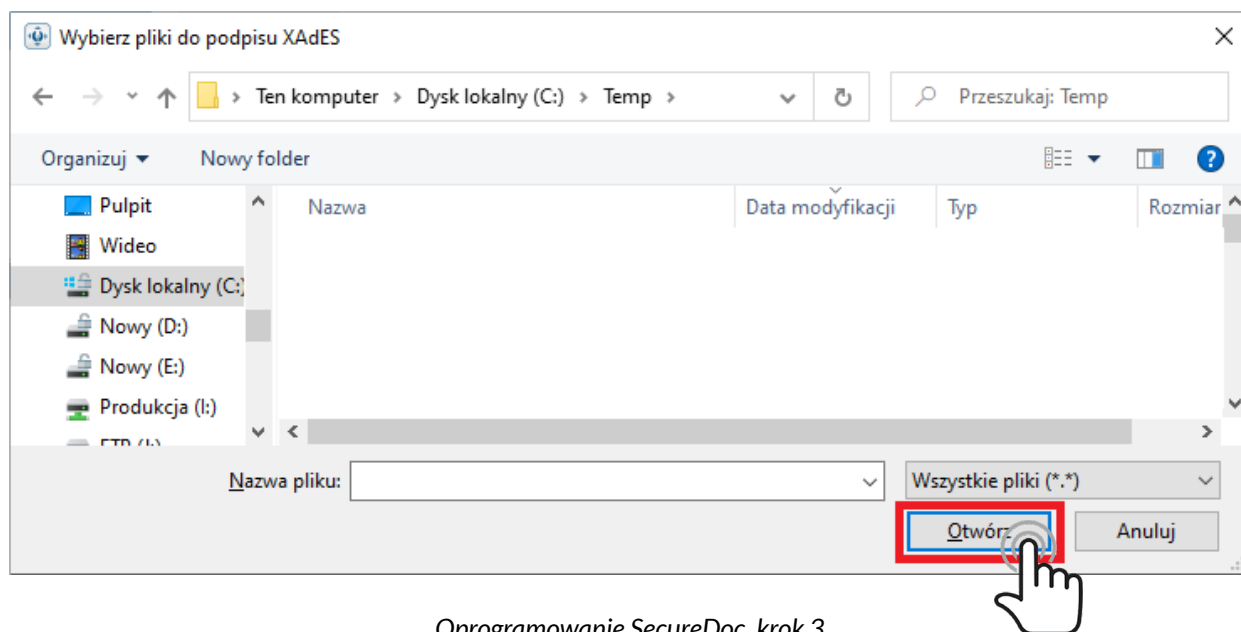 Wybierz pliki do podpisu XAdES
Ten komputer > Dysk lokalny (C:) > Temp >
Przeszukaj: Temp
Organizuj
Nowy folder
Pulpit
Nazwa
Data modyfikacji
Typ
Rozmiar
Wideo
Dysk lokalny (C:)
Nowy (D:)
Nowy (E:)
Produkcja (I:)
Nazwa pliku:
Wszystkie pliki (*.*)
Otwórz
Anuluj
Oprogramowanie SecureDoc, krok 3